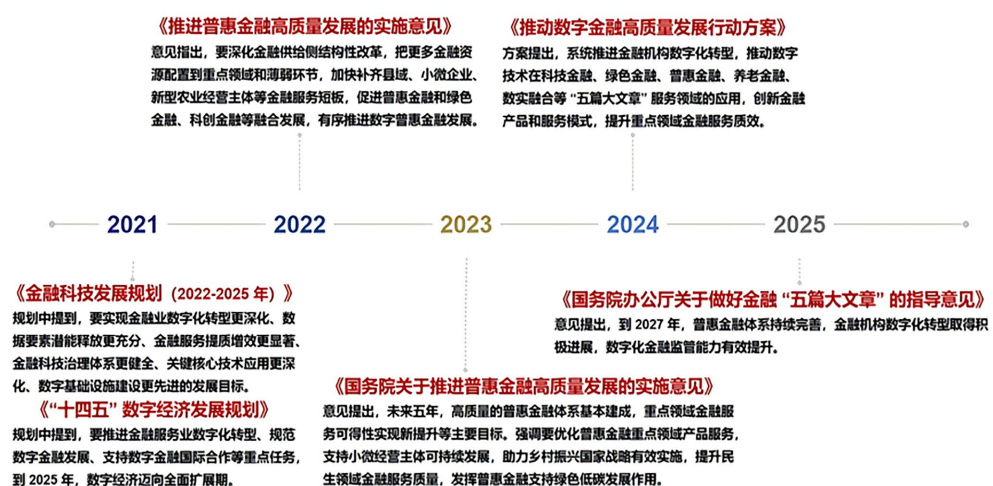 《推进普惠金融高质量发展的实施意见》
意见指出，要深化金融供给侧结构性改革，把更多金融资
源配置到重点领域和薄弱环节，加快补齐县域、小微企业、
新型农业经营主体等金融服务短板，促进普惠金融和绿色
金融、科创金融等融合发展，有序推进数字普惠金融发展。
《推动数字金融高质量发展行动方案》
方案提出，系统推进金融机构数字化转型，推动数字
技术在科技金融、绿色金融、普惠金融、养老金融、
数实融合等“五篇大文章”服务领域的应用，创新金融
产品和服务模式，提升重点领域金融服务质效。
2021
2022
2023
2024
2025
《金融科技发展规划（2022-2025 年）》
规划中提到，要实现金融业数字化转型更深化、数
据要素潜能释放更充分、金融服务提质增效更显著、
金融科技治理体系更健全、关键核心技术应用更深
化、数字基础设施建设更先进的发展目标。
《“十四五”数字经济发展规划》
规划中提到，要推进金融服务业数字化转型、规范
数字金融发展、支持数字金融国际合作等重点任务，
到 2025 年，数字经济迈向全面扩展期。
《国务院关于推进普惠金融高质量发展的实施意见》
意见提出，未来五年，高质量的普惠金融体系基本建成，重点领域金融服
务可得性实现新提升等主要目标。强调要优化普惠金融重点领域产品服务，
支持小微经营主体可持续发展，助力乡村振兴国家战略有效实施，提升民
生领域金融服务质量，发挥普惠金融支持绿色低碳发展作用。
《国务院办公厅关于做好金融“五篇大文章”的指导意见》
意见提出，到 2027 年，普惠金融体系持续完善，金融机构数字化转型取得积
极进展，数字化金融监管能力有效提升。